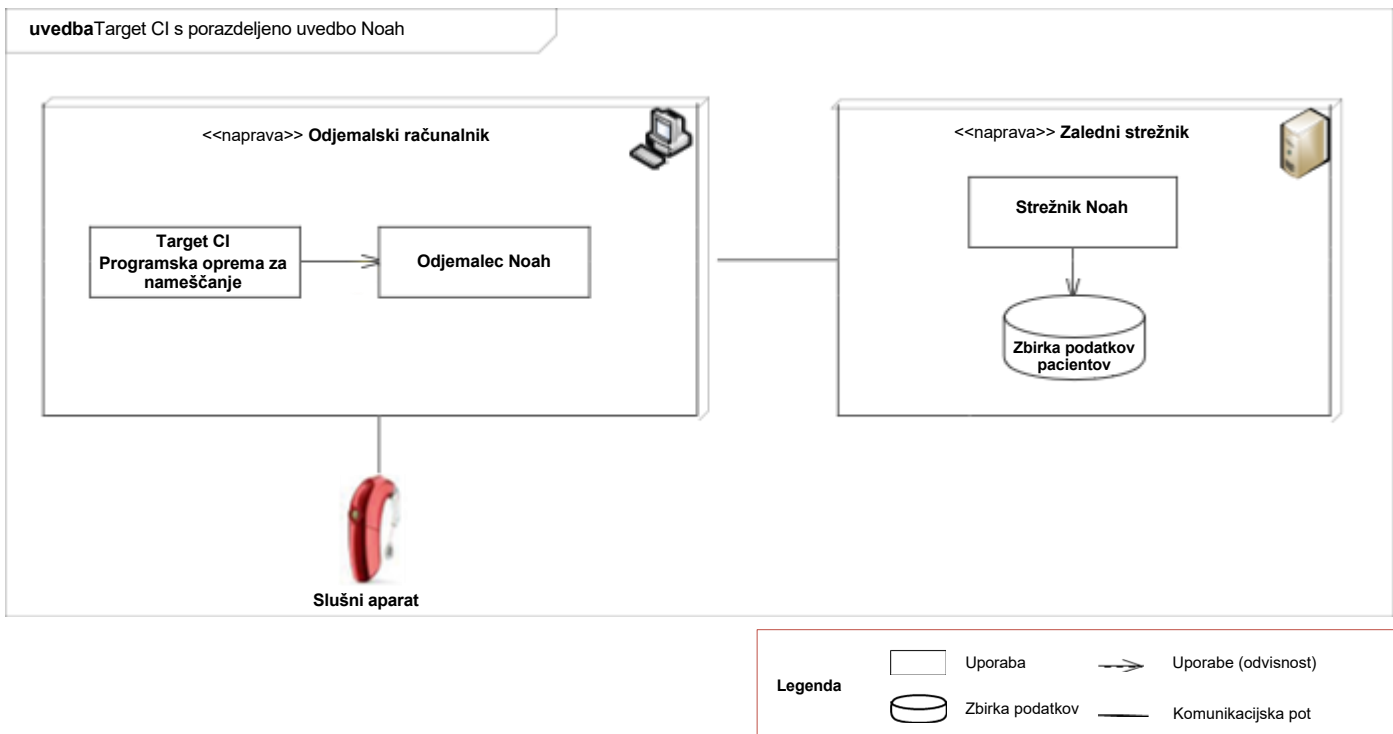 uvedbaTarget CI s porazdeljeno uvedbo Noah
<<naprava>> Odjemalski računalnik
Target CI
Programska oprema za
nameščanje
Odjemalec Noah
<<naprava>> Zaledni strežnik
Strežnik Noah
Zbirka podatkov
pacientov
Slušni aparat
Legenda
Uporaba
Uporabe (odvisnost)
Zbirka podatkov
Komunikacijska pot